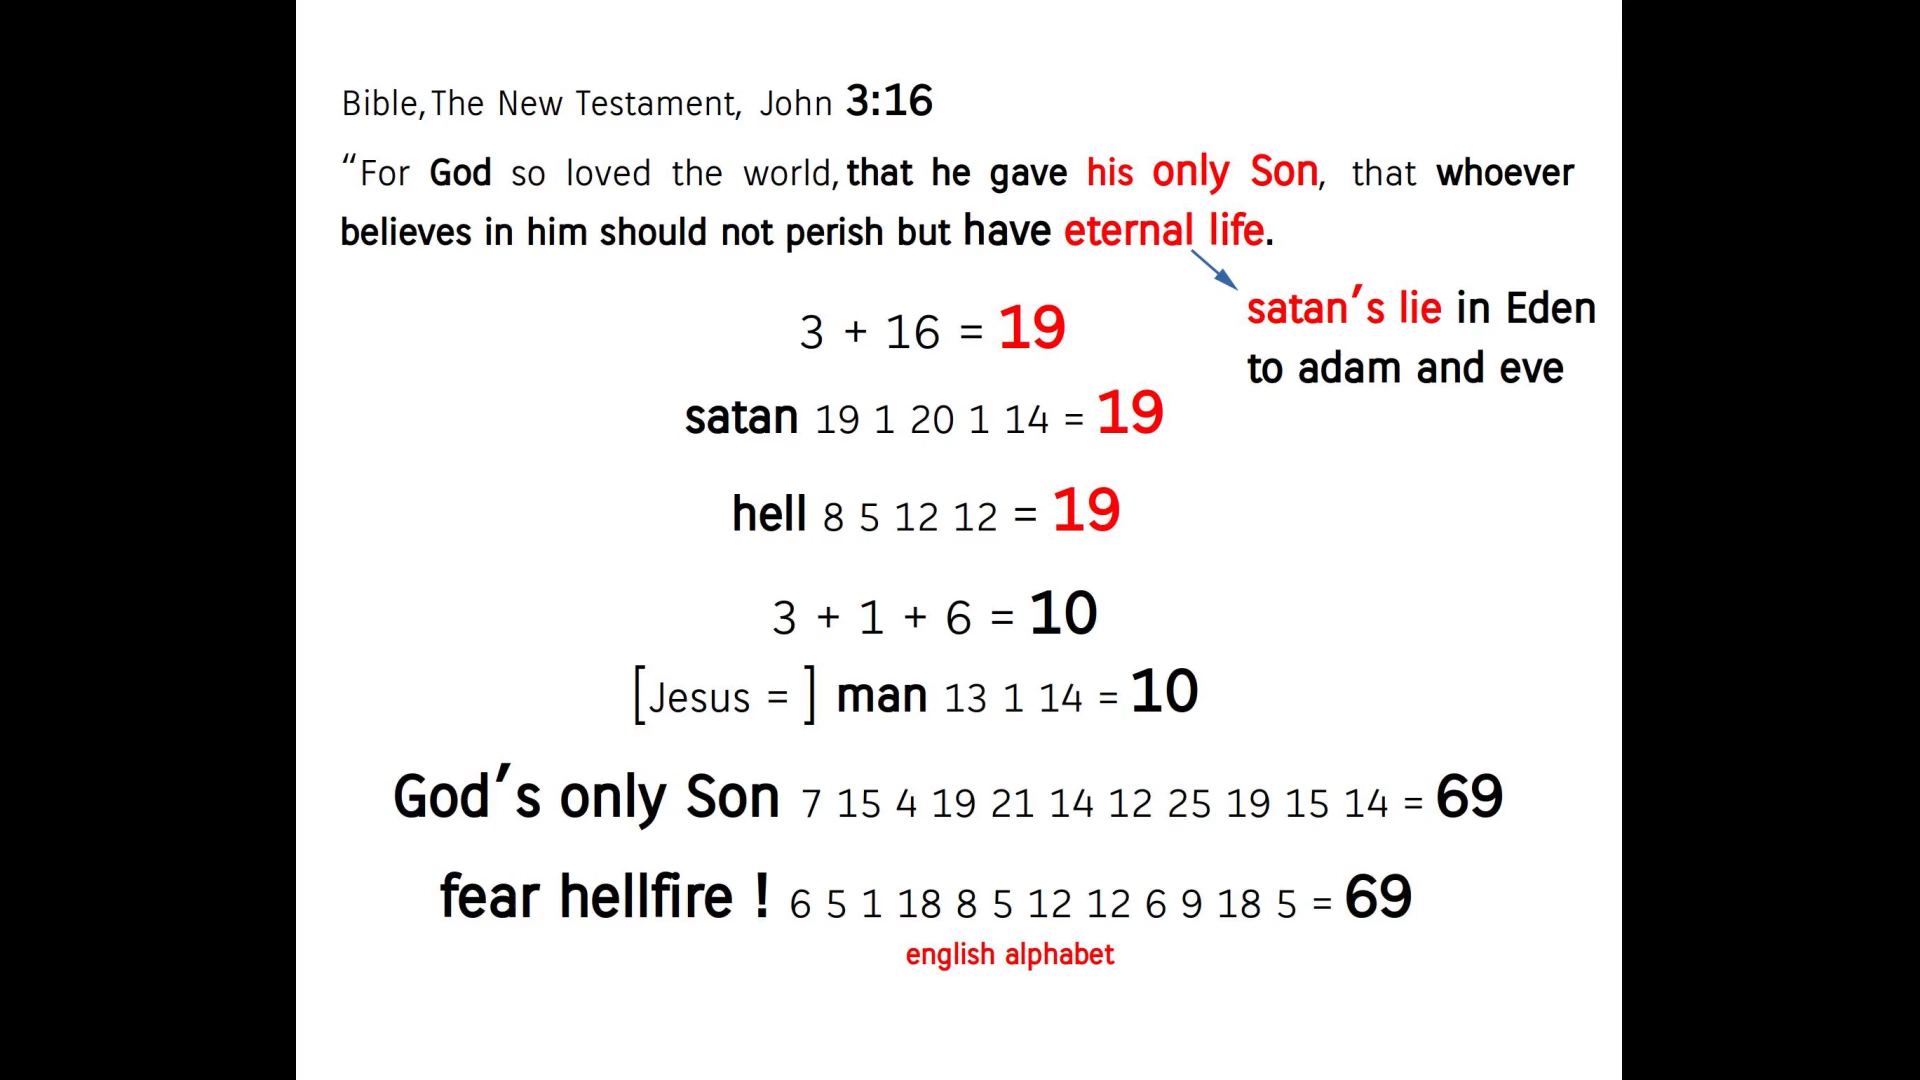 Bible, The New Testament, John 3:16
“For God so loved the world, that he gave his only Son, that whoever
believes in him should not perish but have eternal life.
satan’s lie in Eden
to adam and eve
3 + 16 = 19
satan 19 1 20 1 14 = 19
hell 8 5 12 12 = 19
3 + 1 + 6 = 10
[Jesus = ] man 13 1 14 = 10
God’s only Son 7 15 4 19 21 14 12 25 19 15 14 = 69
fear hellfire ! 6 5 1 18 8 5 12 12 6 9 18 5 = 69
english alphabet